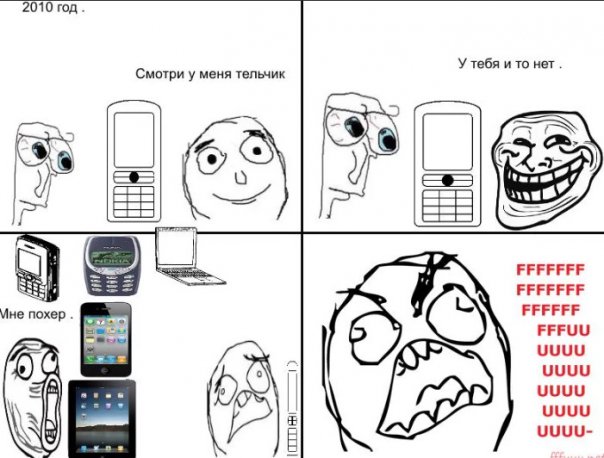 2010 год .
Смотри у меня тельчик
У тебя и то нет .
NOKIA
Мне похер .
FFFFFFF
FFFFFFF
FFFFFF
FFFUU
UUUU
UUUU
UUUU
UUUU
UUUU-